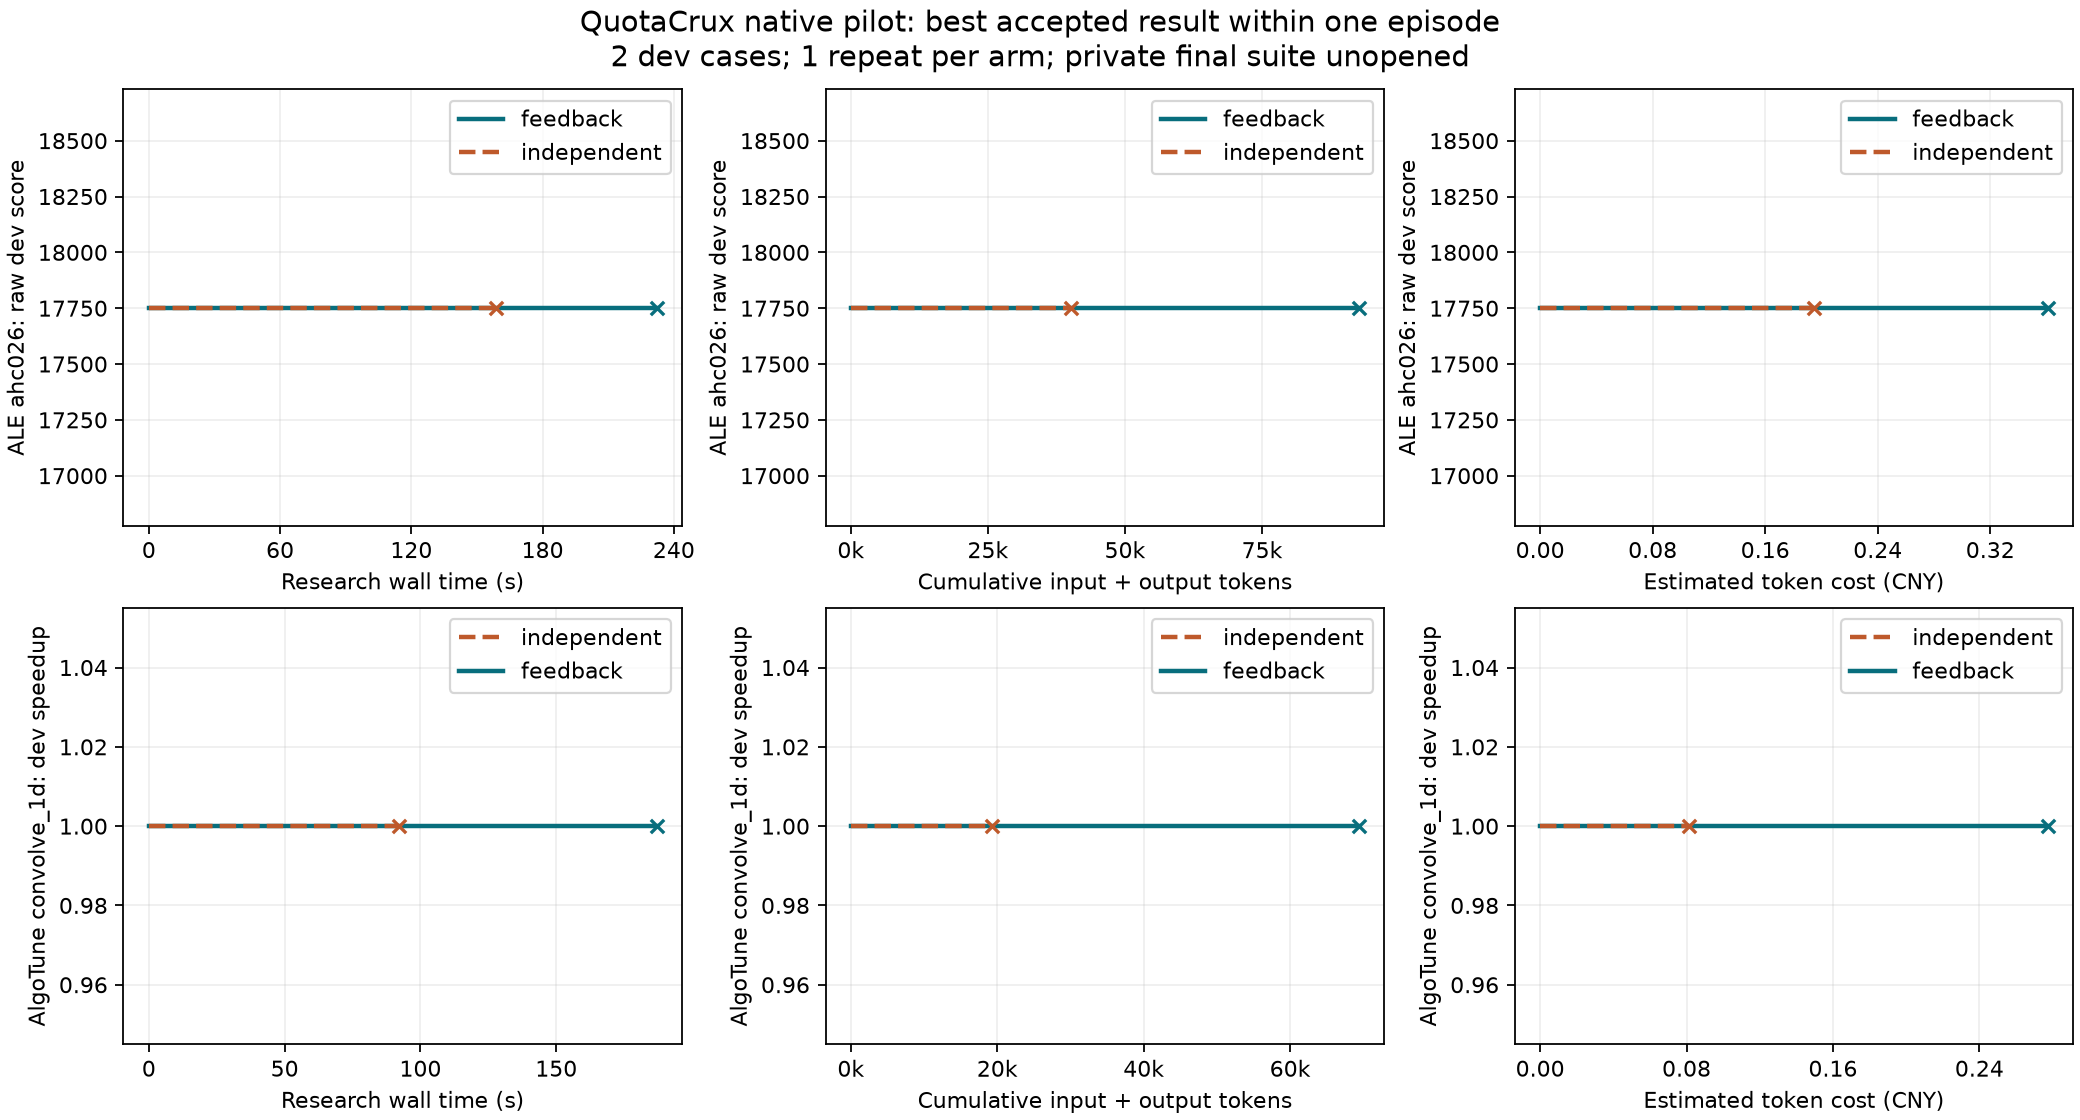 QuotaCrux native pilot: best accepted result within one episode
2 dev cases; 1 repeat per arm; private final suite unopened
ALE ahc026: raw dev score
18500
18250
18000
17750
17500
17250
17000
feedback
independent
0
60
120
180
240
Research wall time (s)
ALE ahc026: raw dev score
18500
18250
18000
17750
17500
17250
17000
feedback
independent
0k
25k
50k
75k
Cumulative input + output tokens
ALE ahc026: raw dev score
18500
18250
18000
17750
17500
17250
17000
feedback
independent
0.00
0.08
0.16
0.24
0.32
Estimated token cost (CNY)
AlgoTune convolve_1d: dev speedup
1.04
1.02
1.00
0.98
0.96
independent
feedback
0
50
100
150
Research wall time (s)
AlgoTune convolve_1d: dev speedup
1.04
1.02
1.00
0.98
0.96
independent
feedback
0k
20k
40k
60k
Cumulative input + output tokens
AlgoTune convolve_1d: dev speedup
1.04
1.02
1.00
0.98
0.96
independent
feedback
0.00
0.08
0.16
0.24
Estimated token cost (CNY)